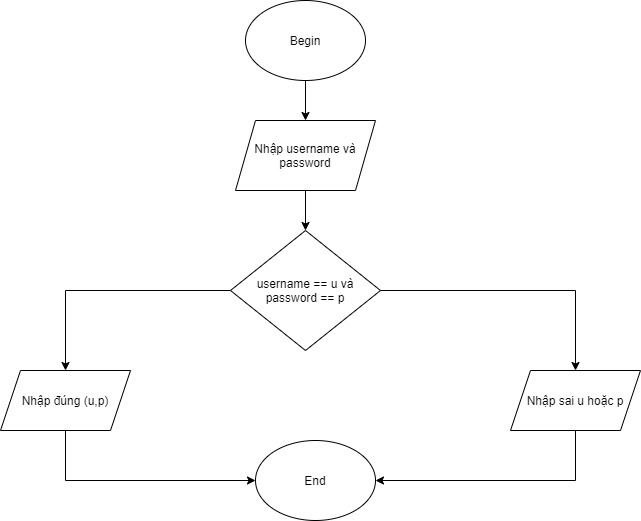 Begin
Nhập username và
password
username == u và
password == p
Nhập đúng (u,p)
Nhập sai u hoặc p
End